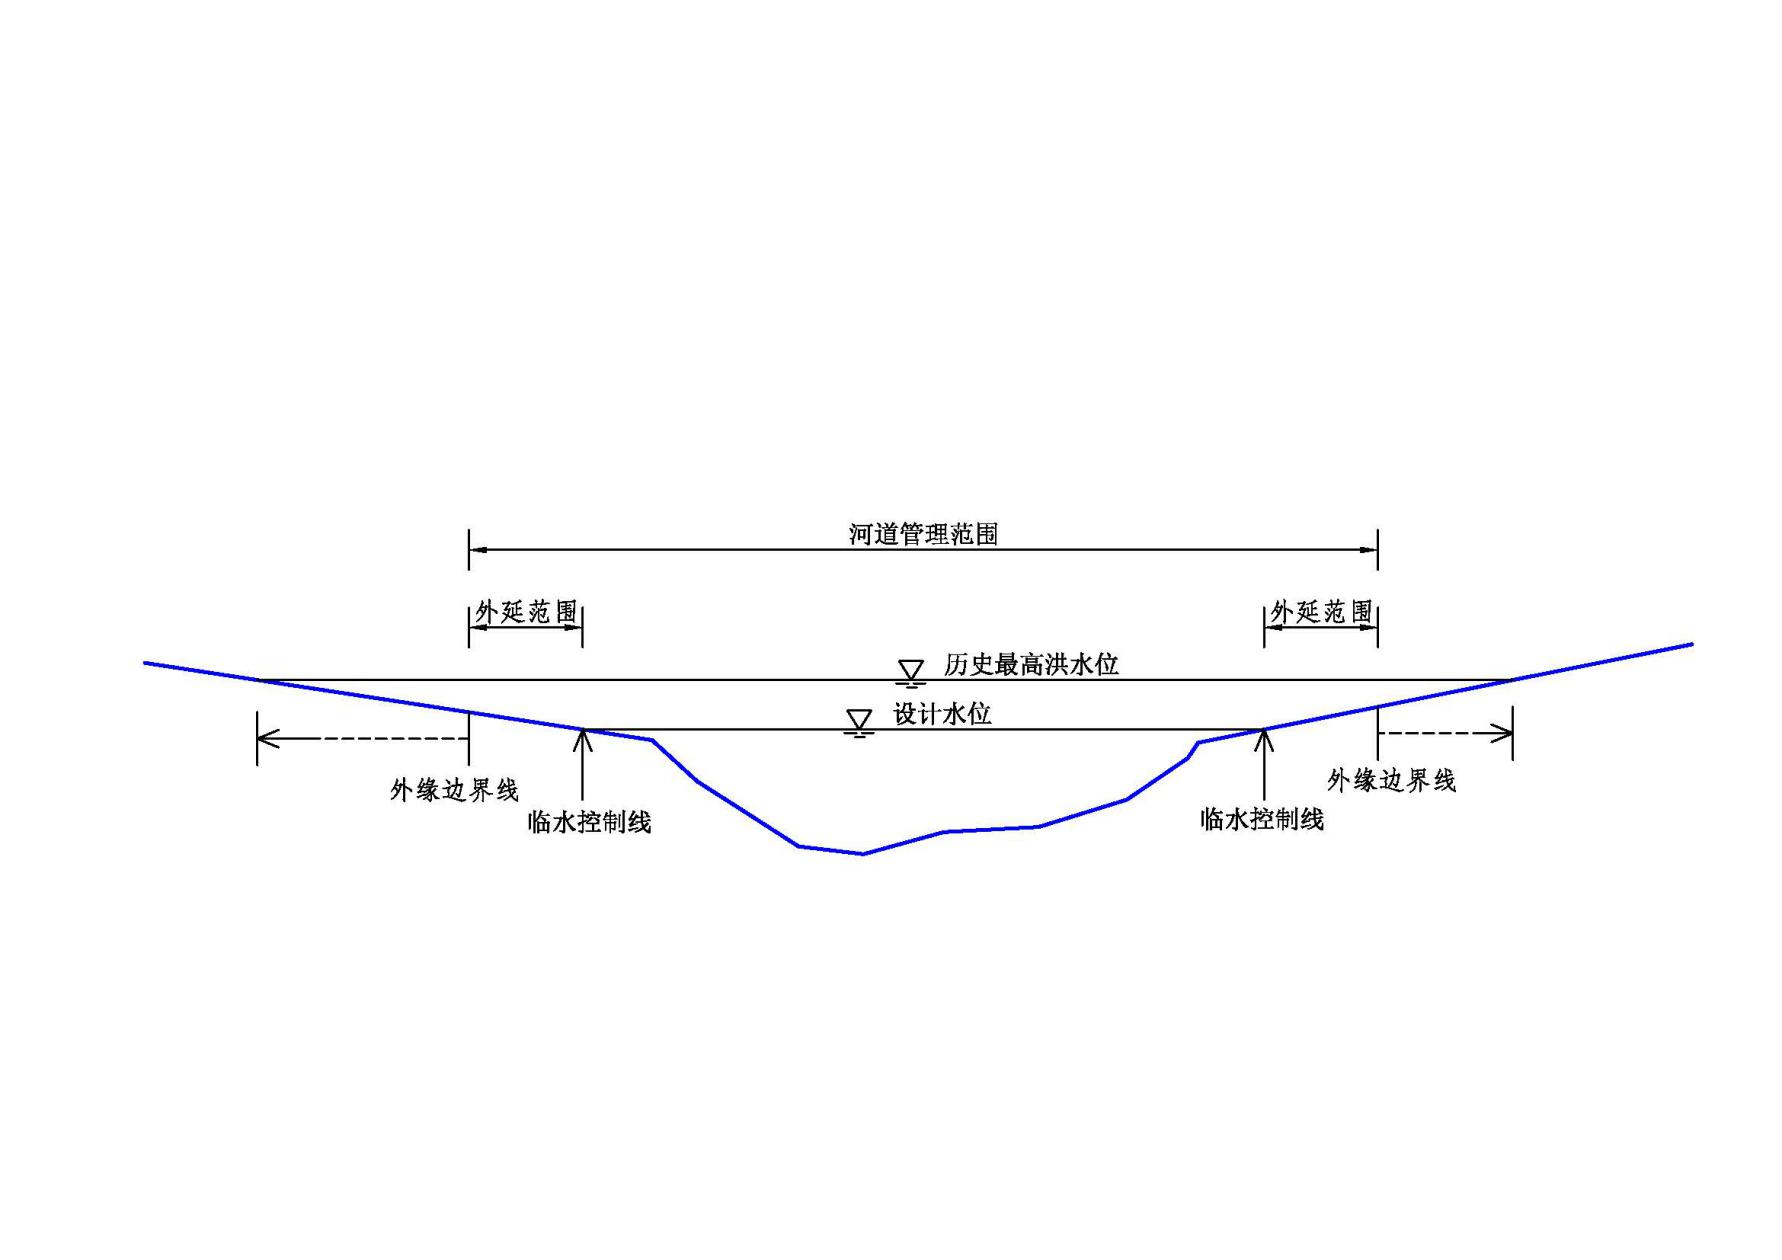 河道管理范围
外延范围
外延范围
历史最高洪水位
设计水位
外缘边界线
外缘边界线
临水控制线
临水控制线